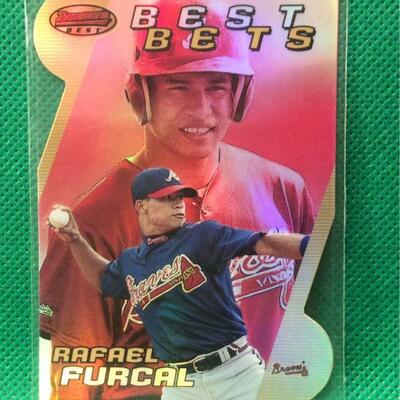 Bowman's
BEST
BEST
BETS
A
Braves
RAFAEL
FURCAL
Braves